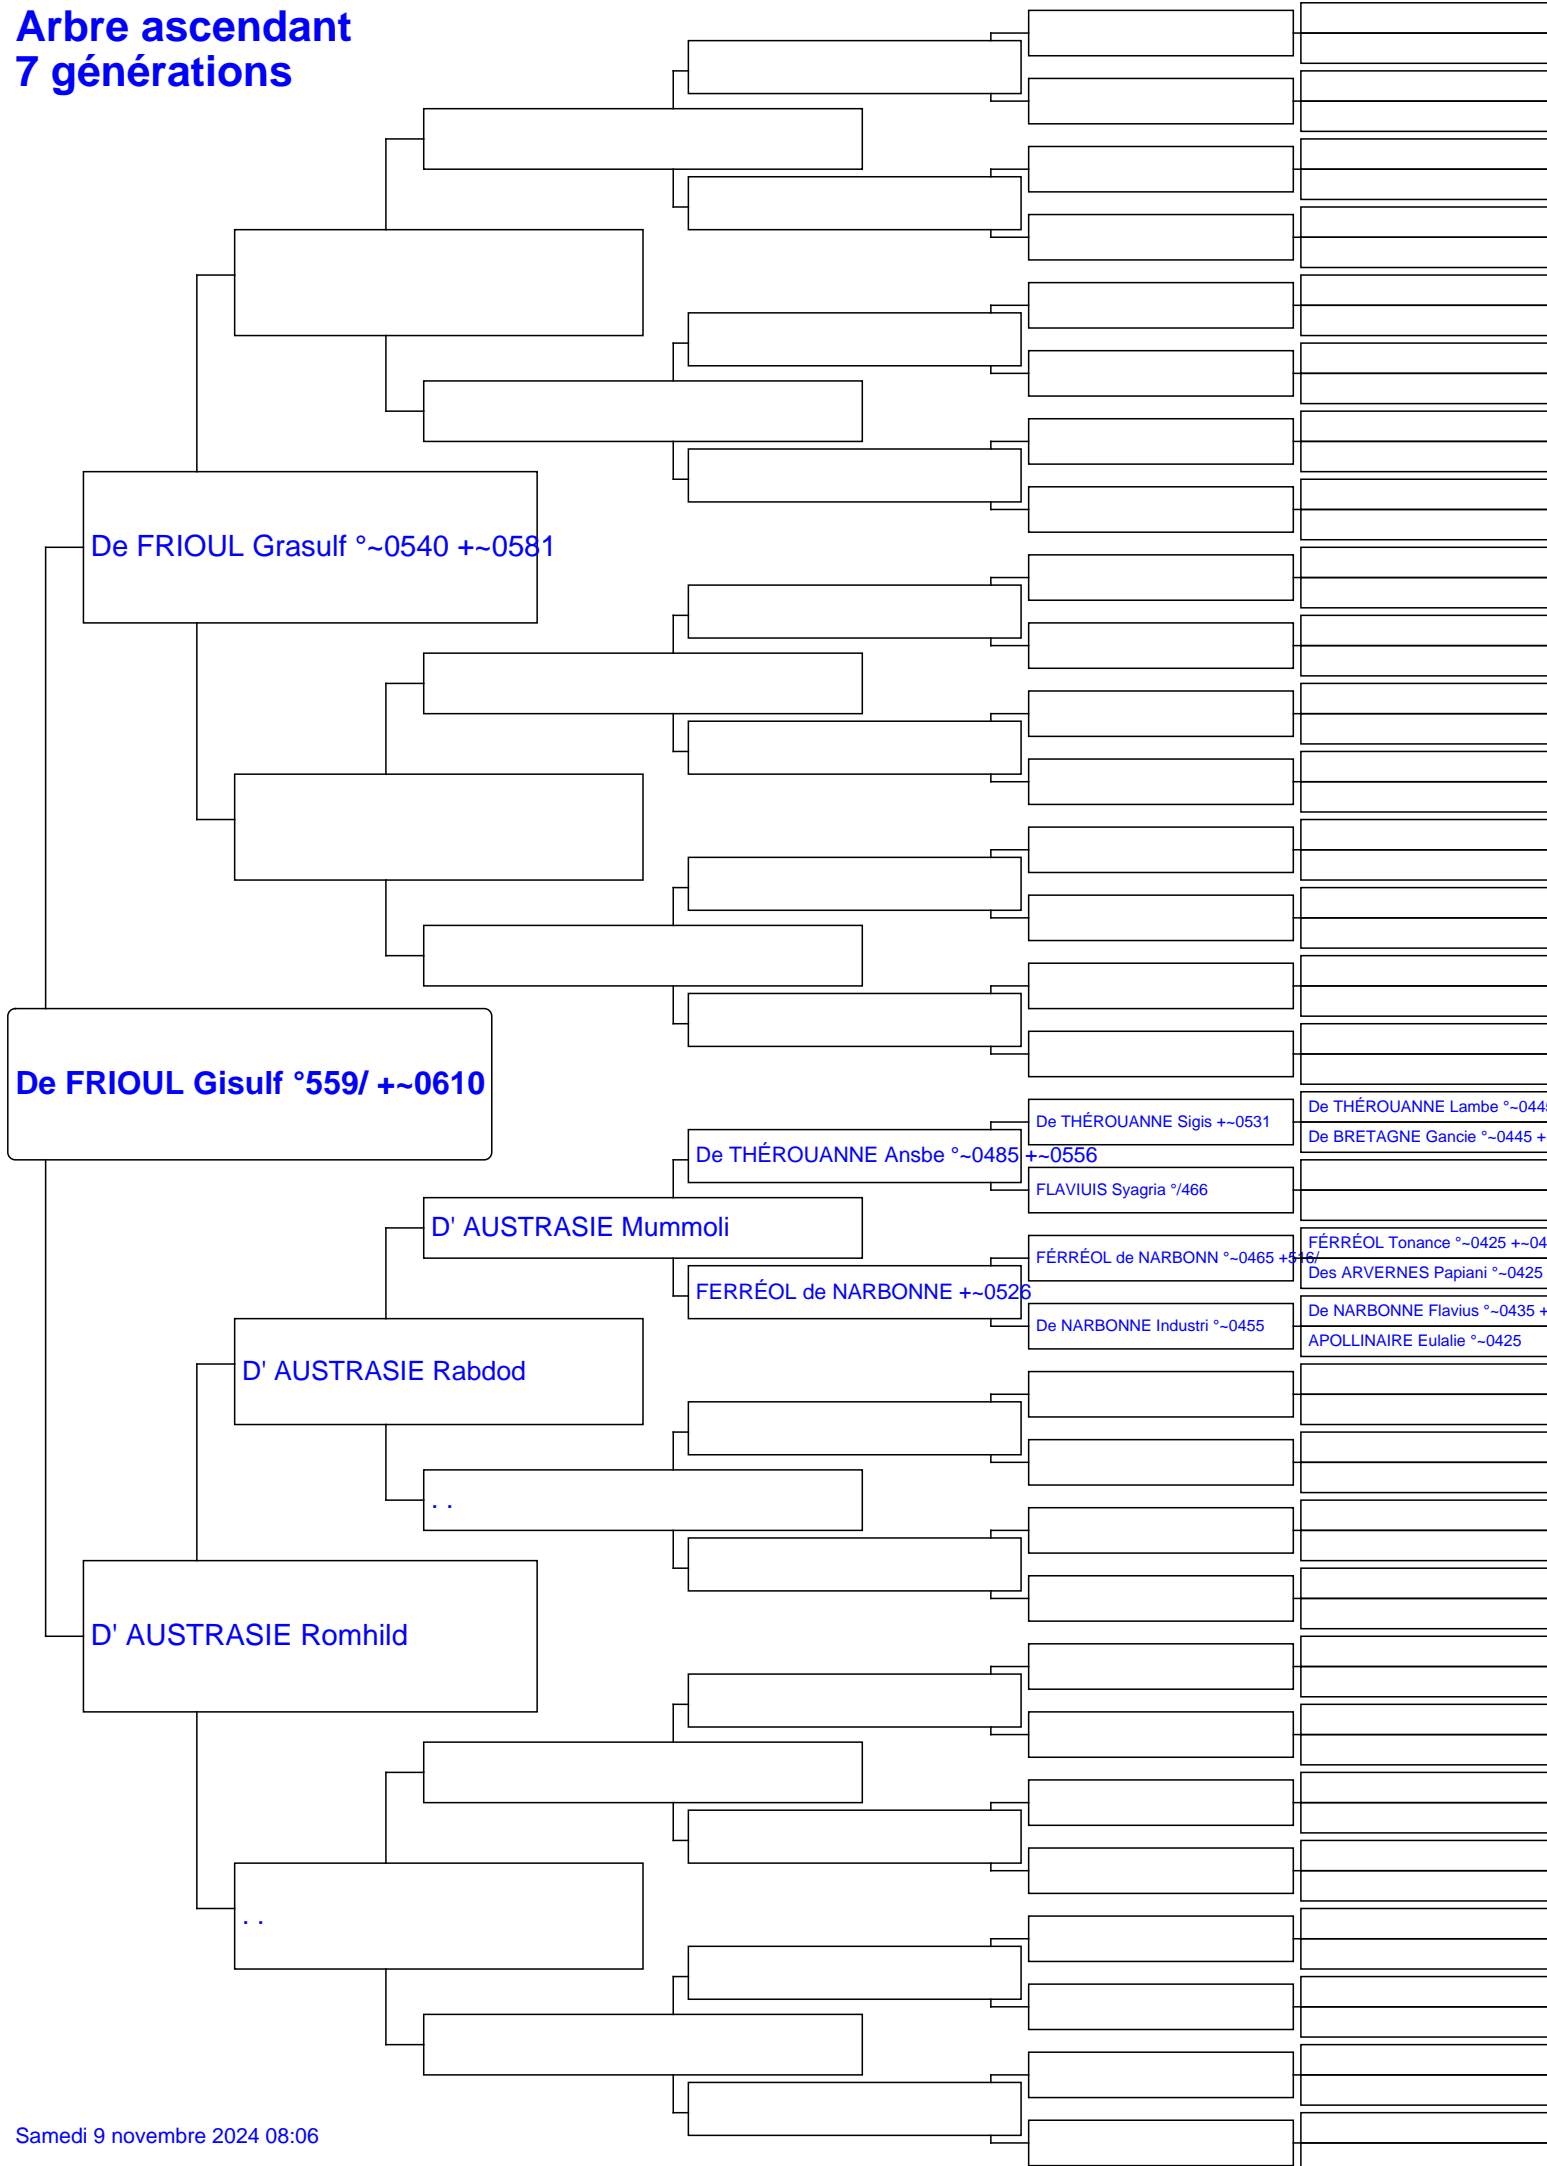 Arbre ascendant
7 générations
De FRIOUL Grasulf °~0540 +~0581
De FRIOUL Gisulf °559/ +~0610
De THÉROUANNE Lambe °~0445
De THÉROUANNE Sigis +~0531
De BRETAGNE Gancie °~0445 +
De THÉROUANNE Ansbe °~0485 +~0556
FLAVIUIS Syagria °/466
D' AUSTRASIE Mummoli
FÉRRÉOL Tonance °~0425 +~04
FÉRRÉOL de NARBONN °~0465 +516/
Des ARVERNES Papiani °~0425
FERRÉOL de NARBONNE +~0526
De NARBONNE Flavius °~0435 +
De NARBONNE Industri °~0455
APOLLINAIRE Eulalie °~0425
D' AUSTRASIE Rabdod
. .
D' AUSTRASIE Romhild
. .
Samedi 9 novembre 2024 08:06